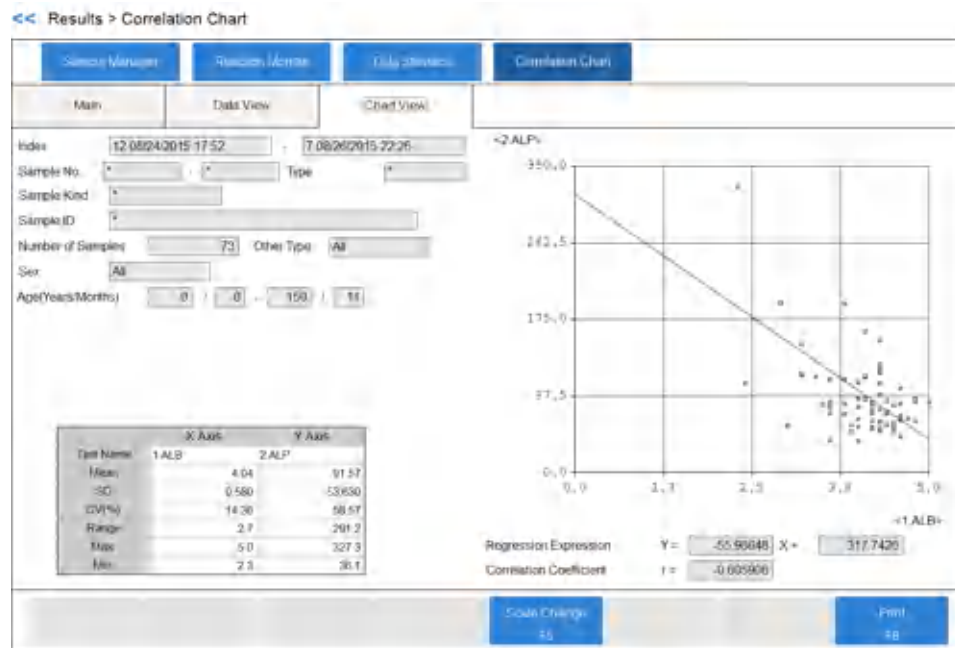 << Results > Correlation Chart
Sample Manager
Reaction Monitor
Data Statistics
Correlation Chart
Main
Data View
Chart View
Index 12 08/24/2015 17:52 - 7 08/26/2015 22:26
Sample No. * - * Type *
Sample Kind *
Sample ID *
Number of Samples 73 Other Type All
Sex All
Age(Years/Months) 0 / 0 - 150 / 11
X Axis Y Axis
Test Name 1 ALB 2 ALP
Mean 4.04 91.57
SD 0.580 53.630
CV(%) 14.36 58.57
Range 2.7 291.2
Max 5.0 327.3
Min 2.3 36.1
<2.ALP>
350.0
262.5
175.0
87.5
0.0
0.0 1.3 2.5 3.8 5.0
<1.ALB>
Regression Expression Y = X + 317.7426
Correlation Coefficient r = -0.605906
Scale Change
F5
Print
F8